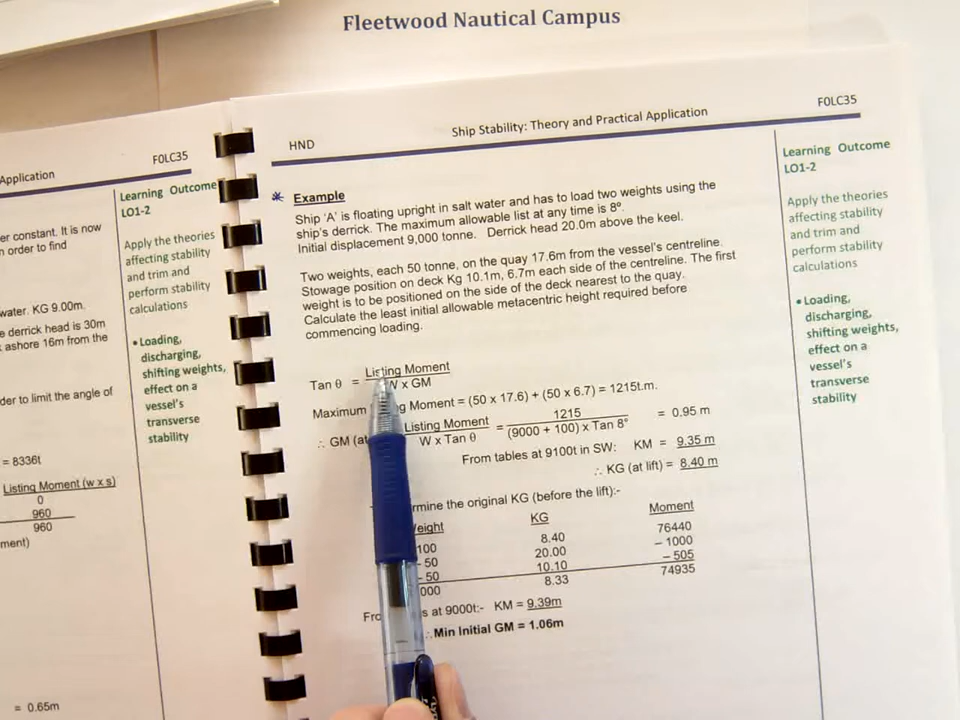 Fleetwood Nautical Campus
Application
F0LC35
Learning Outcome
LO1-2
er constant. It is now
n order to find
Apply the theories
affecting stability
and trim and
perform stability
calculations
water. KG 9.00m.
e derrick head is 30m
ashore 16m from the
• Loading,
discharging,
shifting weights,
effect on a
vessel's
transverse
stability
der to limit the angle of
= 8336t
Listing Moment (w x s)
0
960
960
ment)
= 0.65m
HND
Ship Stability: Theory and Practical Application
F0LC35
Example
Ship 'A' is floating upright in salt water and has to load two weights using the
ship's derrick. The maximum allowable list at any time is 8º.
Initial displacement 9,000 tonne. Derrick head 20.0m above the keel.
Two weights, each 50 tonne, on the quay 17.6m from the vessel's centreline.
Stowage position on deck Kg 10.1m, 6.7m each side of the centreline. The first
weight is to be positioned on the side of the deck nearest to the quay.
Calculate the least initial allowable metacentric height required before
commencing loading.
Tan θ = Listing Moment
W x GM
Maximum ng Moment = (50 x 17.6) + (50 x 6.7) = 1215t.m.
∴ GM (at Listing Moment = 1215 = 0.95 m
W x Tan θ (9000 + 100) x Tan 8º
From tables at 9100t in SW: KM = 9.35 m
∴ KG (at lift) = 8.40 m
rmine the original KG (before the lift):-
eight KG Moment
100 8.40 76440
- 50 20.00 – 1000
- 50 10.10 – 505
000 8.33 74935
Fro s at 9000t:- KM = 9.39m
∴ Min Initial GM = 1.06m
Learning Outcome
LO1-2
Apply the theories
affecting stability
and trim and
perform stability
calculations
• Loading,
discharging,
shifting weights,
effect on a
vessel's
transverse
stability